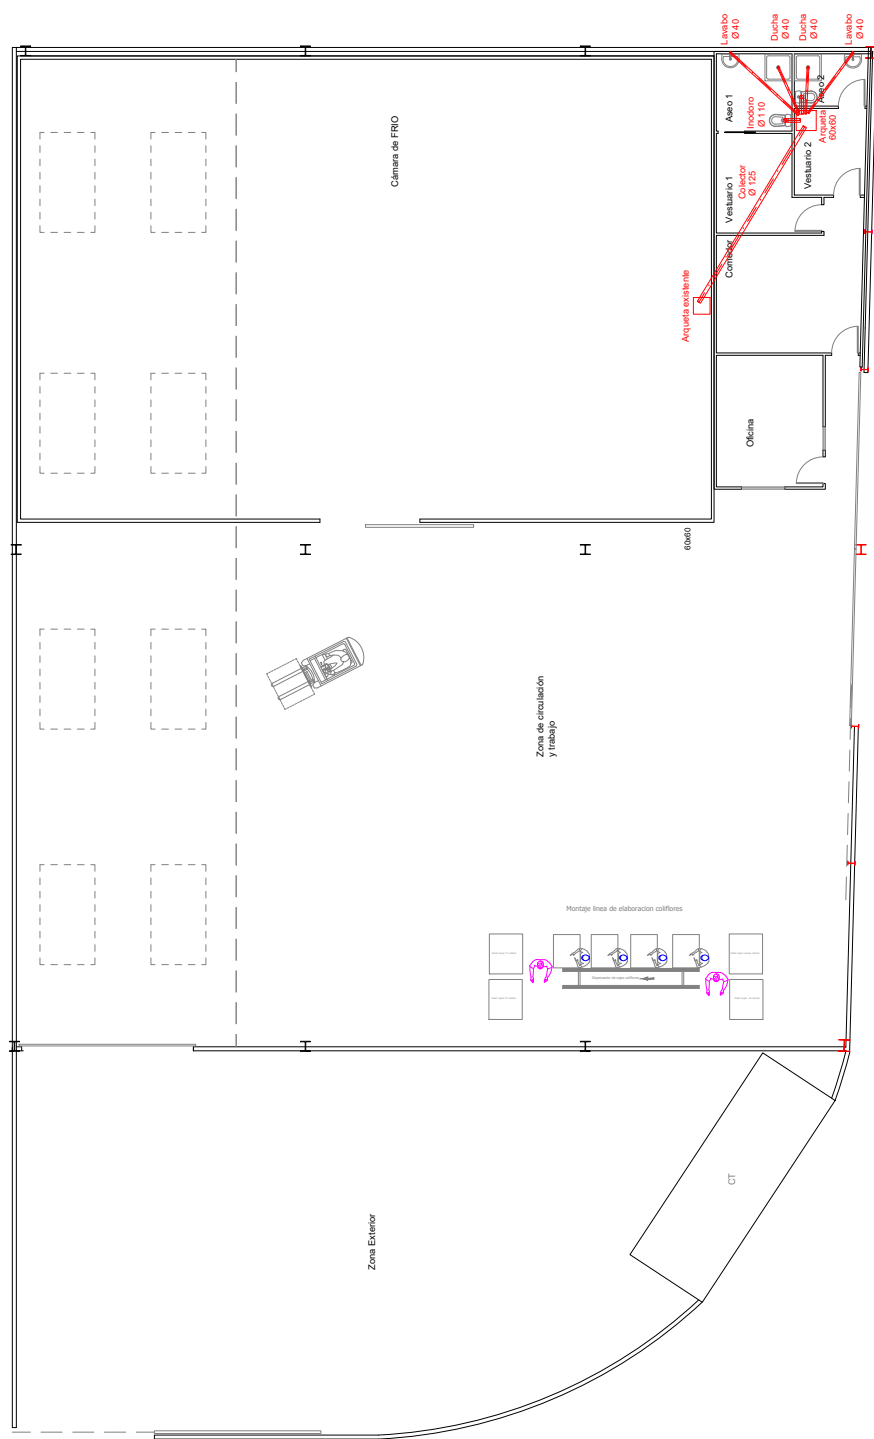 Lavabo
Ø 40
Ducha
Ø 40
Ducha
Ø 40
Lavabo
Ø 40
Aseo 1
Inodoro
Ø 110
Aseo 2
Arqueta
60x60
Cámara de FRIO
Vestuario 2
Vestuario 1
Colector
Ø 125
Comedor
Arqueta existente
Oficina
60x60
Zona de circulación
y trabajo
Montaje linea de elaboracion coliflores
CT
Zona Exterior